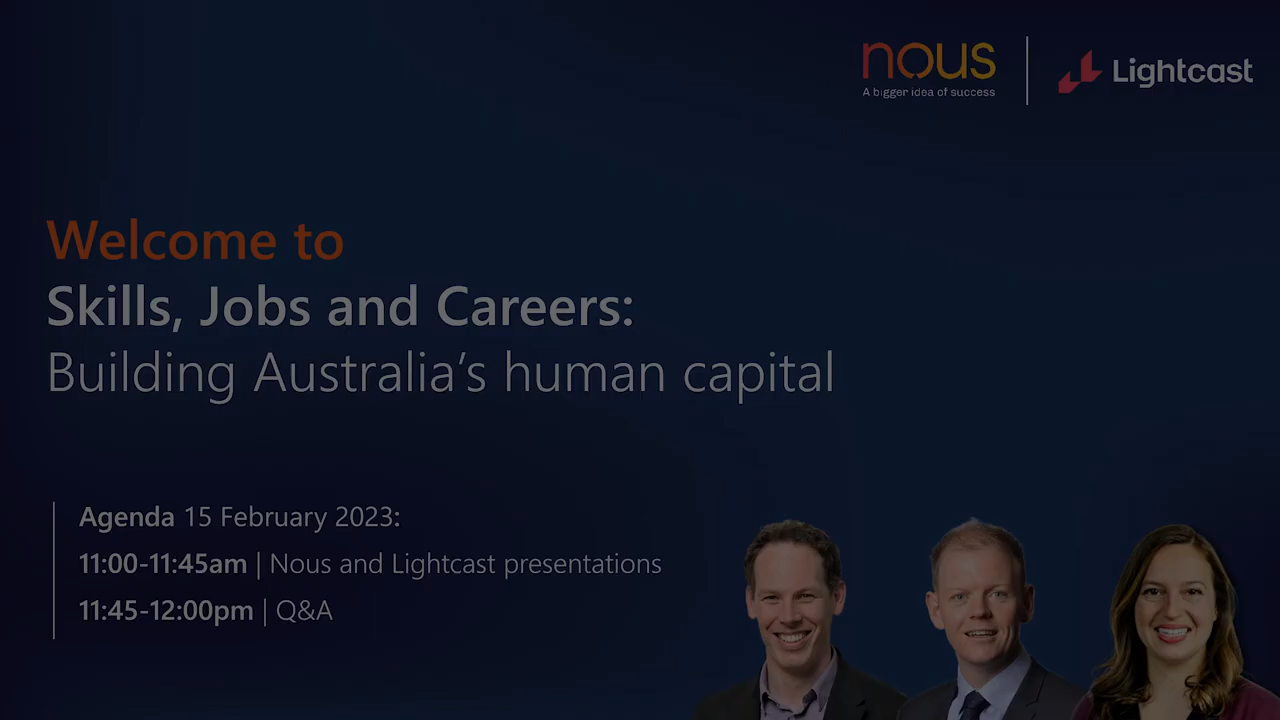 nous
A bigger idea of success
Lightcast
Welcome to
Skills, Jobs and Careers:
Building Australia's human capital
Agenda 15 February 2023:
11:00-11:45am | Nous and Lightcast presentations
11:45-12:00pm | Q&A